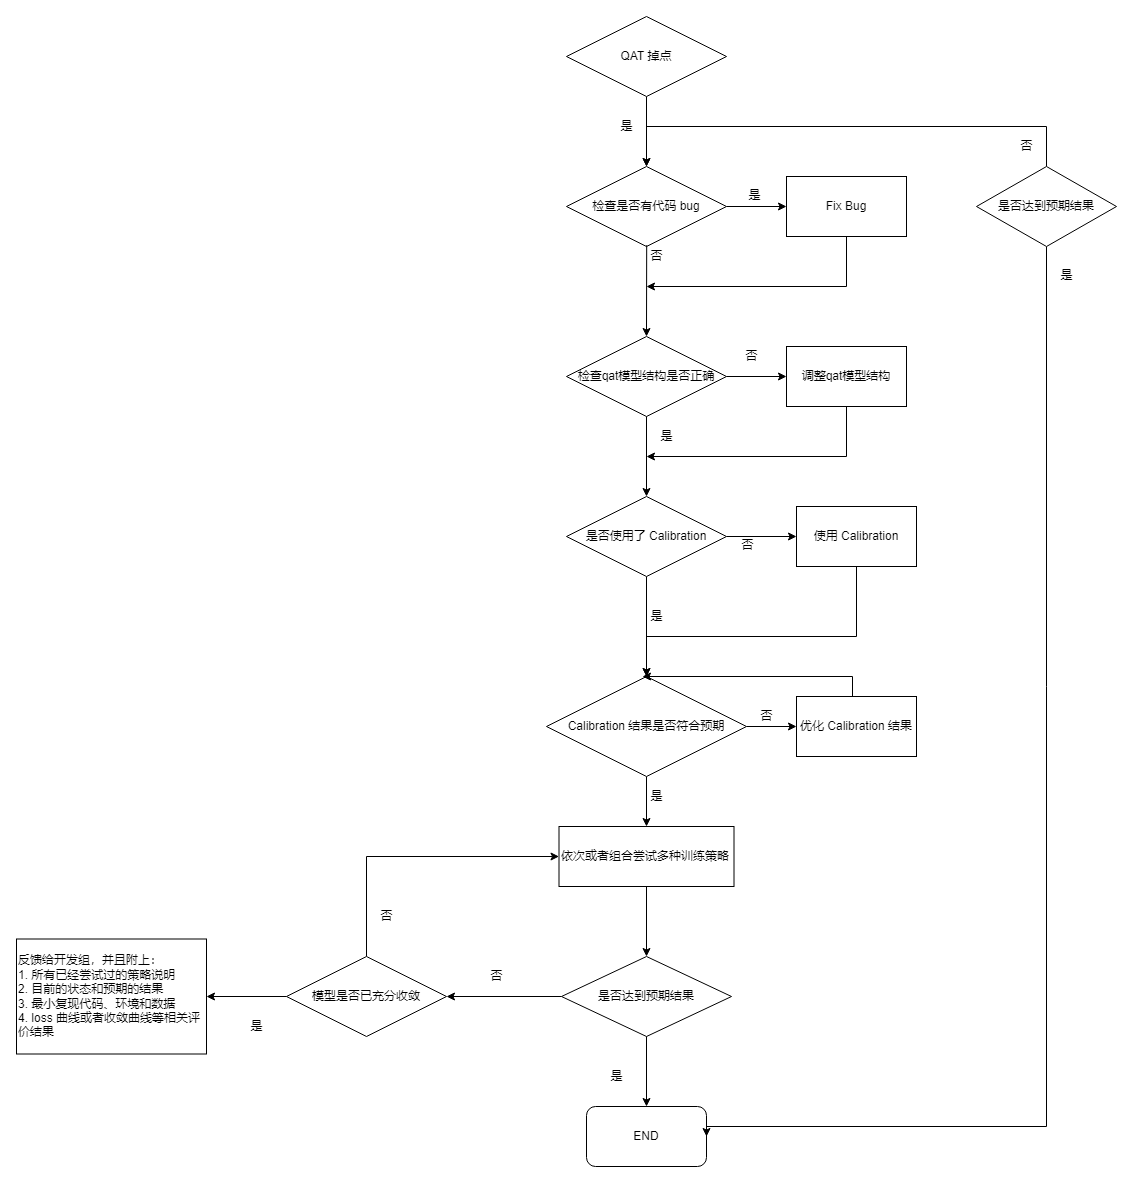 QAT 掉点
是
否
检查是否有代码 bug
是
Fix Bug
是否达到预期结果
否
是
检查qat模型结构是否正确
否
调整qat模型结构
是
是否使用了 Calibration
否
使用 Calibration
是
Calibration 结果是否符合预期
否
优化 Calibration 结果
是
依次或者组合尝试多种训练策略
否
反馈给开发组，并且附上：
1. 所有已经尝试过的策略说明
2. 目前的状态和预期的结果
3. 最小复现代码、环境和数据
4. loss 曲线或者收敛曲线等相关评
价结果
是
模型是否已充分收敛
否
是否达到预期结果
是
END